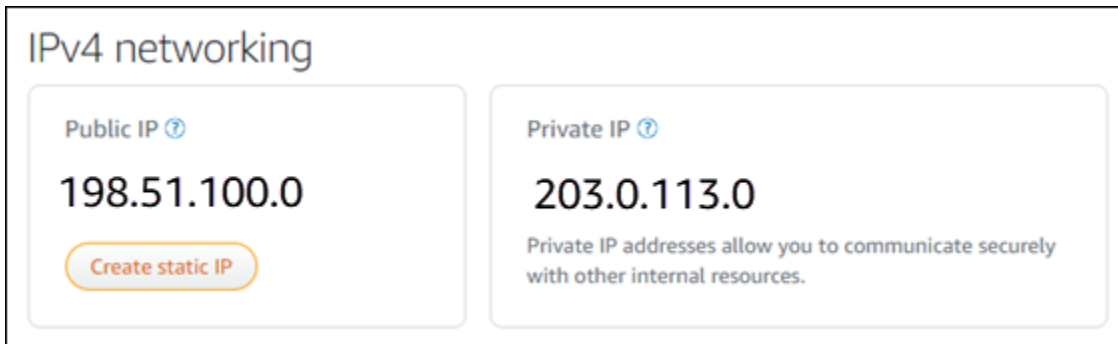 IPv4 networking
Public IP ?
198.51.100.0
Create static IP
Private IP ?
203.0.113.0
Private IP addresses allow you to communicate securely
with other internal resources.